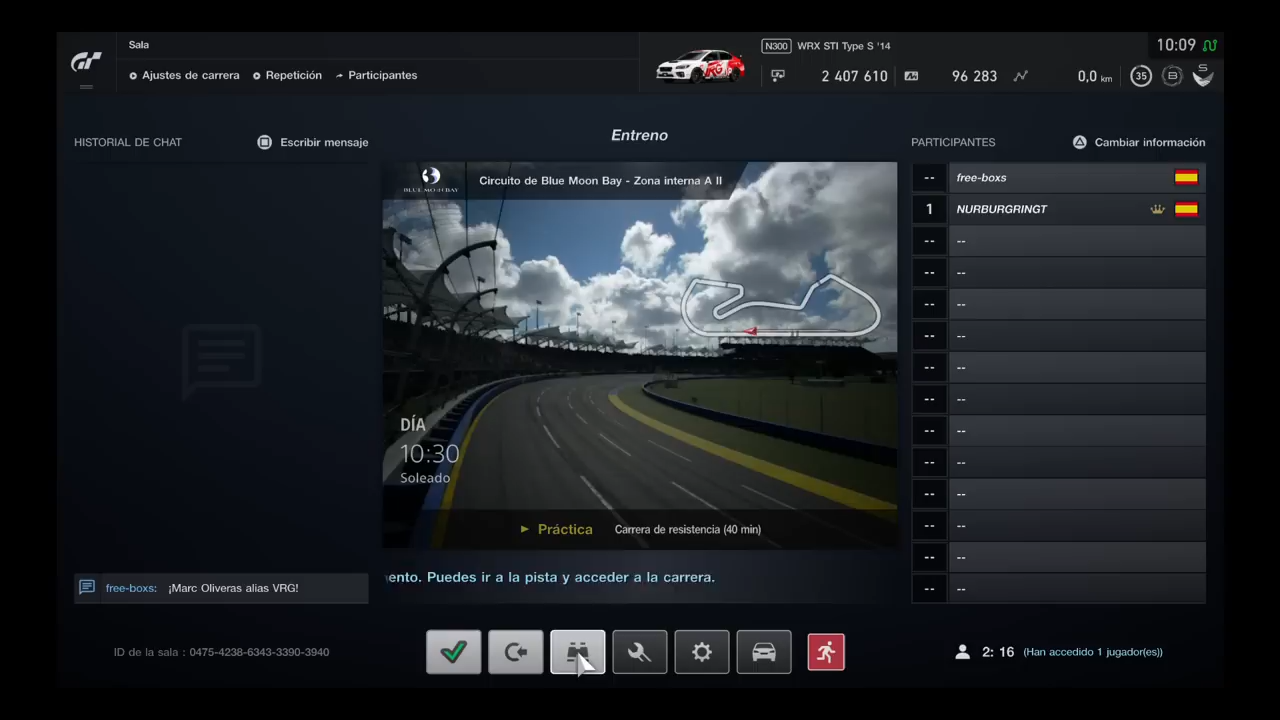 Sala
Ajustes de carrera Repetición Participantes
N300 WRX STI Type S '14
2 407 610 96 283 0,0 km 35 B S
10:09
HISTORIAL DE CHAT Escribir mensaje
Entreno
PARTICIPANTES Cambiar información
BLUE MOON BAY
Circuito de Blue Moon Bay - Zona interna A II
-- free-boxs
1 NURBURGRINGT
-- --
-- --
-- --
-- --
-- --
-- --
-- --
-- --
-- --
-- --
-- --
-- --
DÍA
10:30
Soleado
Práctica Carrera de resistencia (40 min)
ento. Puedes ir a la pista y acceder a la carrera.
free-boxs: ¡Marc Oliveras alias VRG!
ID de la sala : 0475-4238-6343-3390-3940
2: 16 (Han accedido 1 jugador(es))